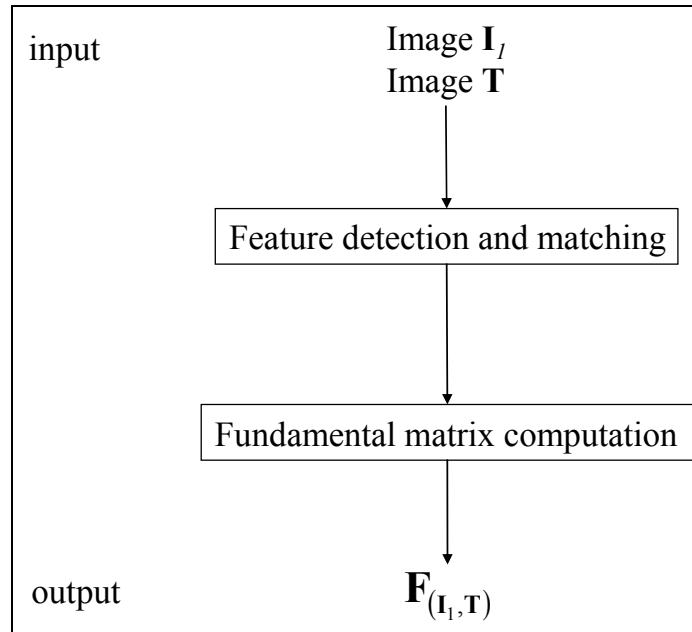 input
Image I₁
Image T
Feature detection and matching
Fundamental matrix computation
output
F(I₁,T)